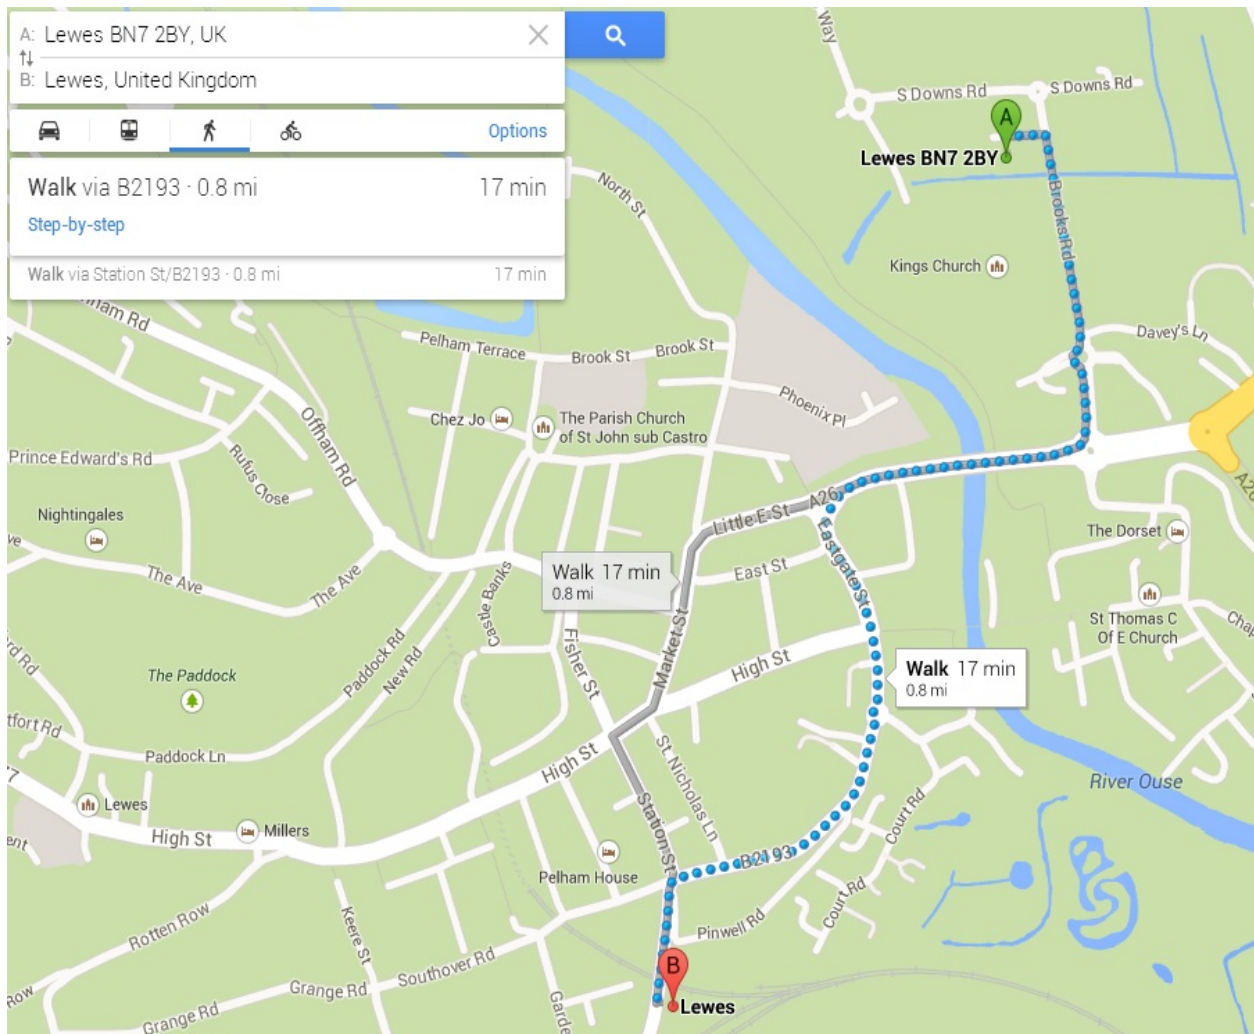 A: Lewes BN7 2BY, UK
B: Lewes, United Kingdom
Options
Walk via B2193 · 0.8 mi 17 min
Step-by-step
Walk via Station St/B2193 · 0.8 mi 17 min
Way
S Downs Rd
S Downs Rd
A
Lewes BN7 2BY
Brooks Rd
North St
Kings Church
Davey's Ln
Pelham Terrace
Brook St
Brook St
Phoenix Pl
Chez Jo
The Parish Church
of St John sub Castro
Offham Rd
Prince Edward's Rd
Rufus Close
A26
Little E St
Nightingales
The Dorset
Eastgate St
Walk 17 min
0.8 mi
East St
The Ave
The Ave
Castle Banks
St Thomas C
Of E Church
Fisher St
Market St
High St
Paddock Rd
New Rd
Walk 17 min
0.8 mi
The Paddock
Paddock Ln
High St
St. Nicholas Ln
River Ouse
Lewes
High St
Millers
Station St
Court Rd
B2193
Pelham House
Court Rd
Rotten Row
Keere St
Pinwell Rd
Southover Rd
B
Lewes
Grange Rd
Grange Rd
Row